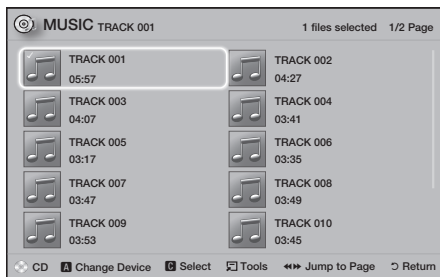 MUSIC TRACK 001 1 files selected 1/2 Page
TRACK 001 TRACK 002
05:57 04:27
TRACK 003 TRACK 004
04:07 03:41
TRACK 005 TRACK 006
03:17 03:35
TRACK 007 TRACK 008
03:47 03:49
TRACK 009 TRACK 010
03:53 03:45
CD A Change Device C Select Tools Jump to Page Return